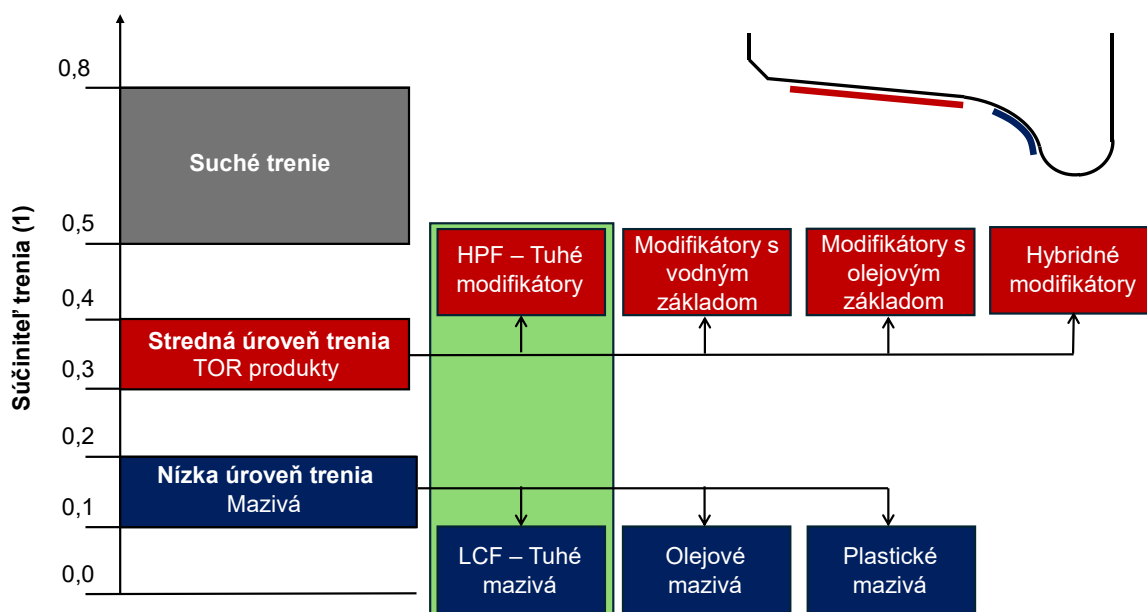 0,8
Suché trenie
Súčiniteľ trenia (1)
0,5
HPF – Tuhé
modifikátory
Modifikátory s
vodným
základom
Modifikátory s
olejovým
základom
Hybridné
modifikátory
0,4
Stredná úroveň trenia
TOR produkty
0,3
0,2
Nízka úroveň trenia
Mazivá
0,1
LCF – Tuhé
mazivá
Olejové
mazivá
Plastické
mazivá
0,0